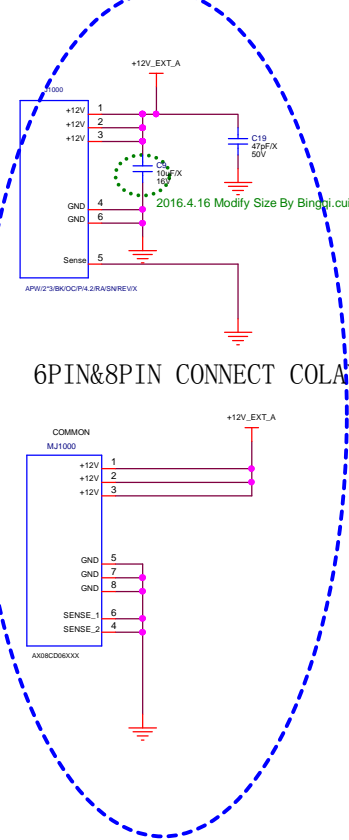 +12V_EXT_A
J1000
+12V 1
+12V 2
+12V 3
C19
47pF/X
50V
10uF/X
16V
2016.4.16 Modify Size By Bingqi.cui
GND 4
GND 6
Sense 5
APW/2*3/BK/OC/P/4.2/RA/SN/REV/X
6PIN&8PIN CONNECT COLA
+12V_EXT_A
COMMON
MJ1000
+12V 1
+12V 2
+12V 3
GND 5
GND 7
GND 8
SENSE_1 6
SENSE_2 4
AX08CD06XXX